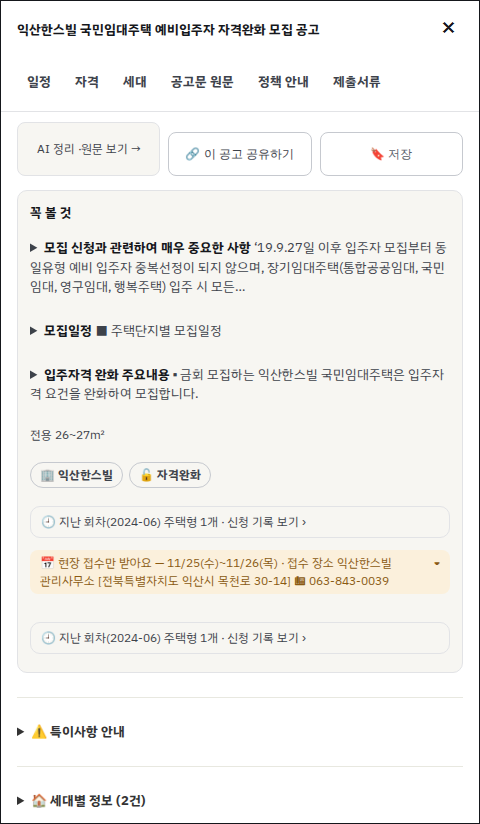 익산한스빌 국민임대주택 예비입주자 자격완화 모집 공고 ✕
일정 자격 세대 공고문 원문 정책 안내 제출서류
AI 정리 ·원문 보기 → 🔗 이 공고 공유하기 🔖 저장
꼭 볼 것
▶ 모집 신청과 관련하여 매우 중요한 사항 ‘19.9.27일 이후 입주자 모집부터 동
일유형 예비 입주자 중복선정이 되지 않으며, 장기임대주택(통합공공임대, 국민
임대, 영구임대, 행복주택) 입주 시 모든...
▶ 모집일정 ■ 주택단지별 모집일정
▶ 입주자격 완화 주요내용 ▪ 금회 모집하는 익산한스빌 국민임대주택은 입주자
격 요건을 완화하여 모집합니다.
전용 26~27m²
🏢 익산한스빌 🔓 자격완화
🕘 지난 회차(2024-06) 주택형 1개 · 신청 기록 보기 ›
📅 현장 접수만 받아요 — 11/25(수)~11/26(목) · 접수 장소 익산한스빌
관리사무소 [전북특별자치도 익산시 목천로 30-14] ☎ 063-843-0039
🕘 지난 회차(2024-06) 주택형 1개 · 신청 기록 보기 ›
▶ ⚠️ 특이사항 안내
▶ 🏠 세대별 정보 (2건)